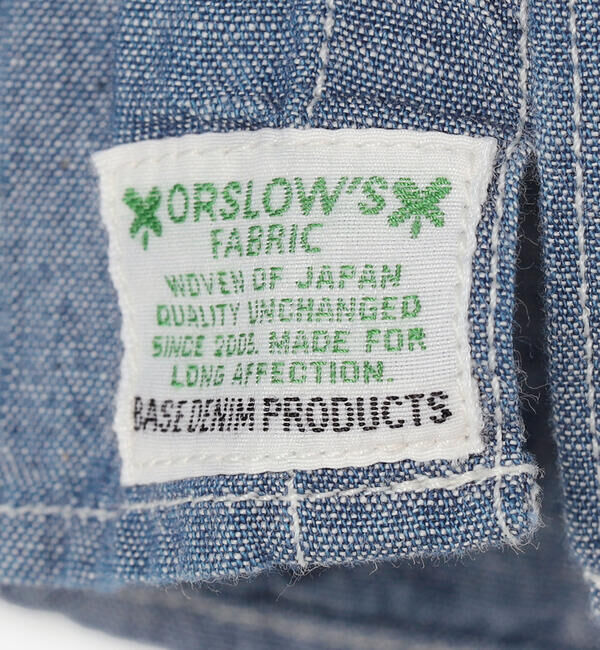 ORSLOW'S
FABRIC
WOVEN OF JAPAN
QUALITY UNCHANGED
SINCE 2005. MADE FOR
LONG AFFECTION.
BASE DENIM PRODUCTS